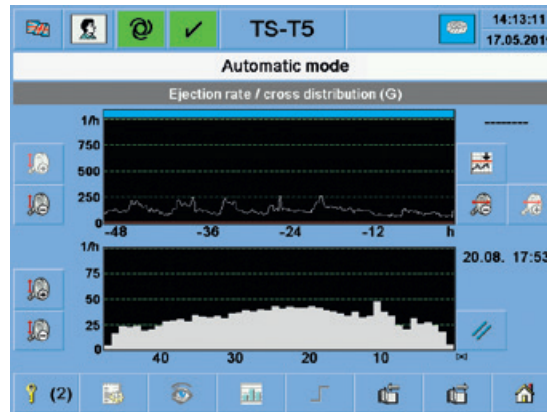 TS-T5
14:13:11
17.05.201
Automatic mode
Ejection rate / cross distribution (G)
1/h
750
500
250
0
-48 -36 -24 -12 h
--------
1/h
75
50
25
0
40 30 20 10
20.08. 17:53
(2)